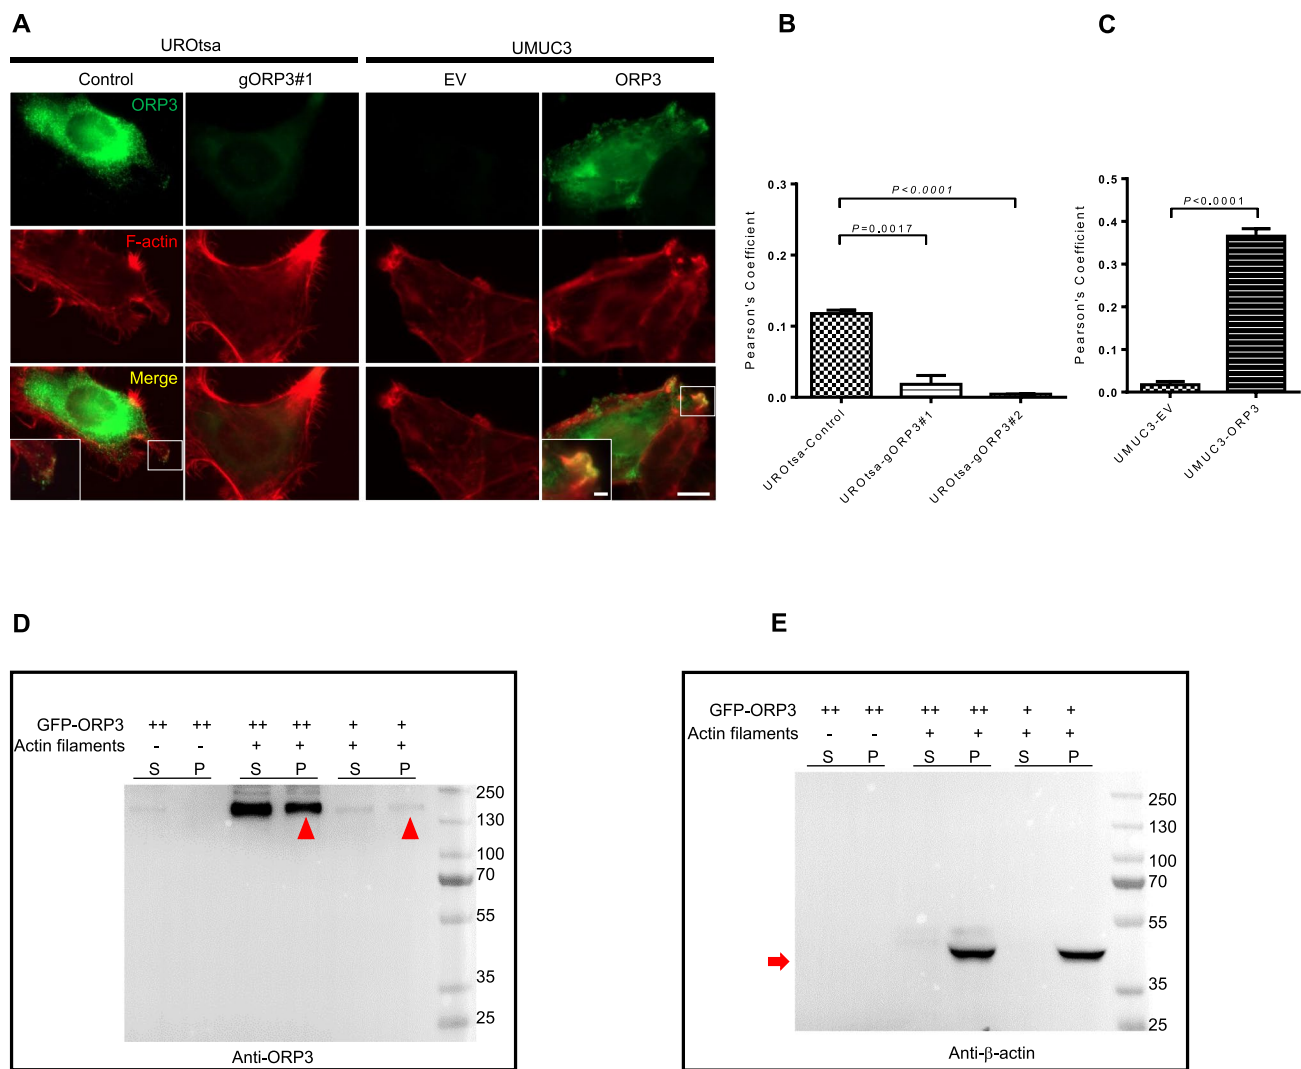 A
UROtsa UMUC3
Control gORP3#1 EV ORP3
ORP3
F-actin
Merge
B
Pearson's Coefficient
0.3
0.2
0.1
0.0
P<0.0001
P=0.0017
UROtsa-Control
UROtsa-gORP3#1
UROtsa-gORP3#2
C
Pearson's Coefficient
0.5
0.4
0.3
0.2
0.1
0.0
P<0.0001
UMUC3-EV
UMUC3-ORP3
D
GFP-ORP3 ++ ++ ++ ++ + +
Actin filaments - - + + + +
S P S P S P
250
130
100
70
55
35
25
Anti-ORP3
E
GFP-ORP3 ++ ++ ++ ++ + +
Actin filaments - - + + + +
S P S P S P
250
130
100
70
55
35
25
Anti-β-actin